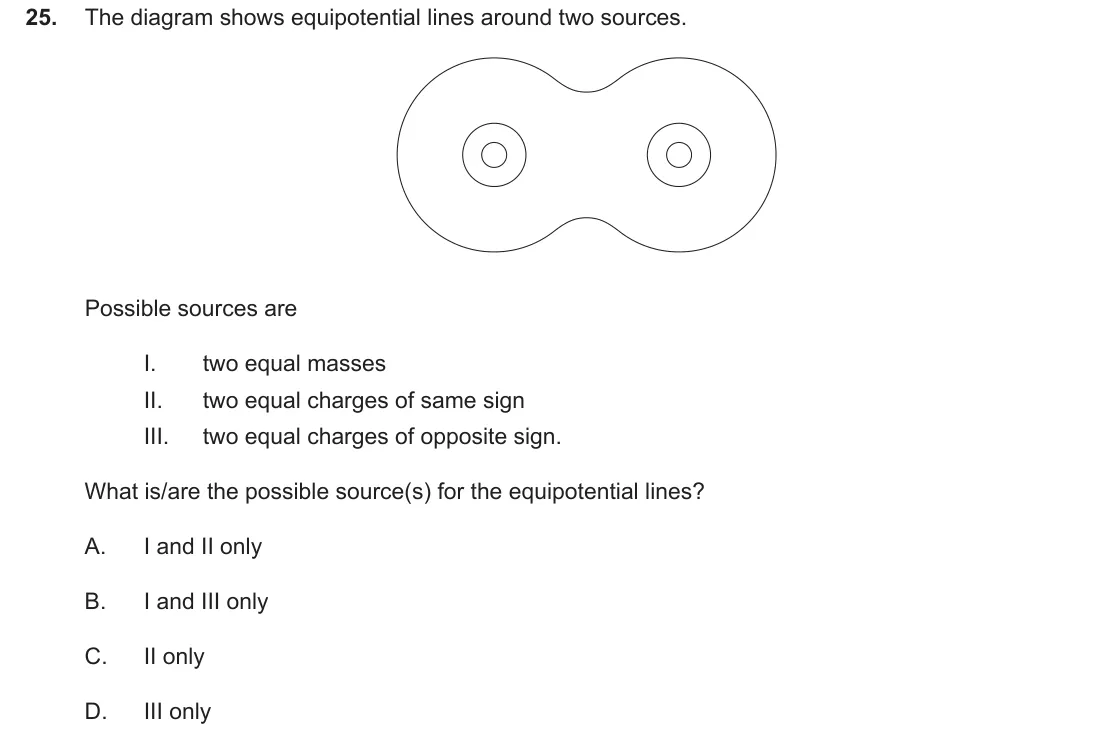 25. The diagram shows equipotential lines around two sources.
Possible sources are
I. two equal masses
II. two equal charges of same sign
III. two equal charges of opposite sign.
What is/are the possible source(s) for the equipotential lines?
A. I and II only
B. I and III only
C. II only
D. III only